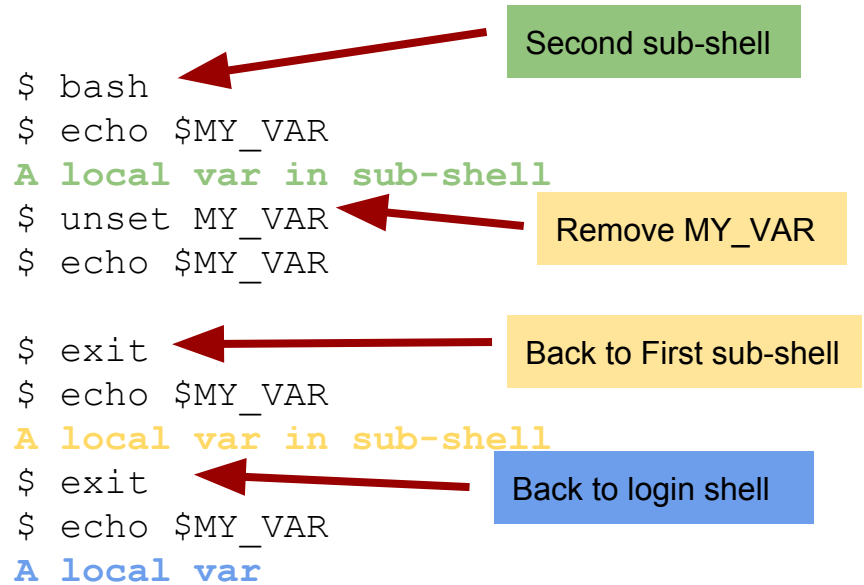 Second sub-shell
$ bash
$ echo $MY_VAR
A local var in sub-shell
$ unset MY_VAR
Remove MY_VAR
$ echo $MY_VAR
$ exit
Back to First sub-shell
$ echo $MY_VAR
A local var in sub-shell
$ exit
Back to login shell
$ echo $MY_VAR
A local var